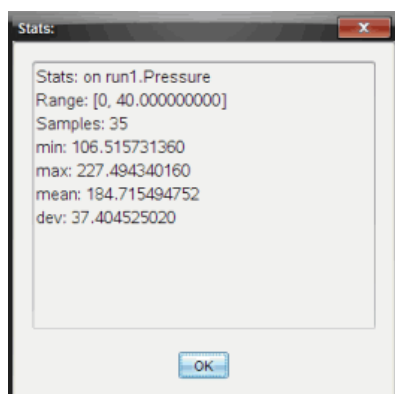 Stats:
Stats: on run1.Pressure
Range: [0, 40.000000000]
Samples: 35
min: 106.515731360
max: 227.494340160
mean: 184.715494752
dev: 37.404525020
OK